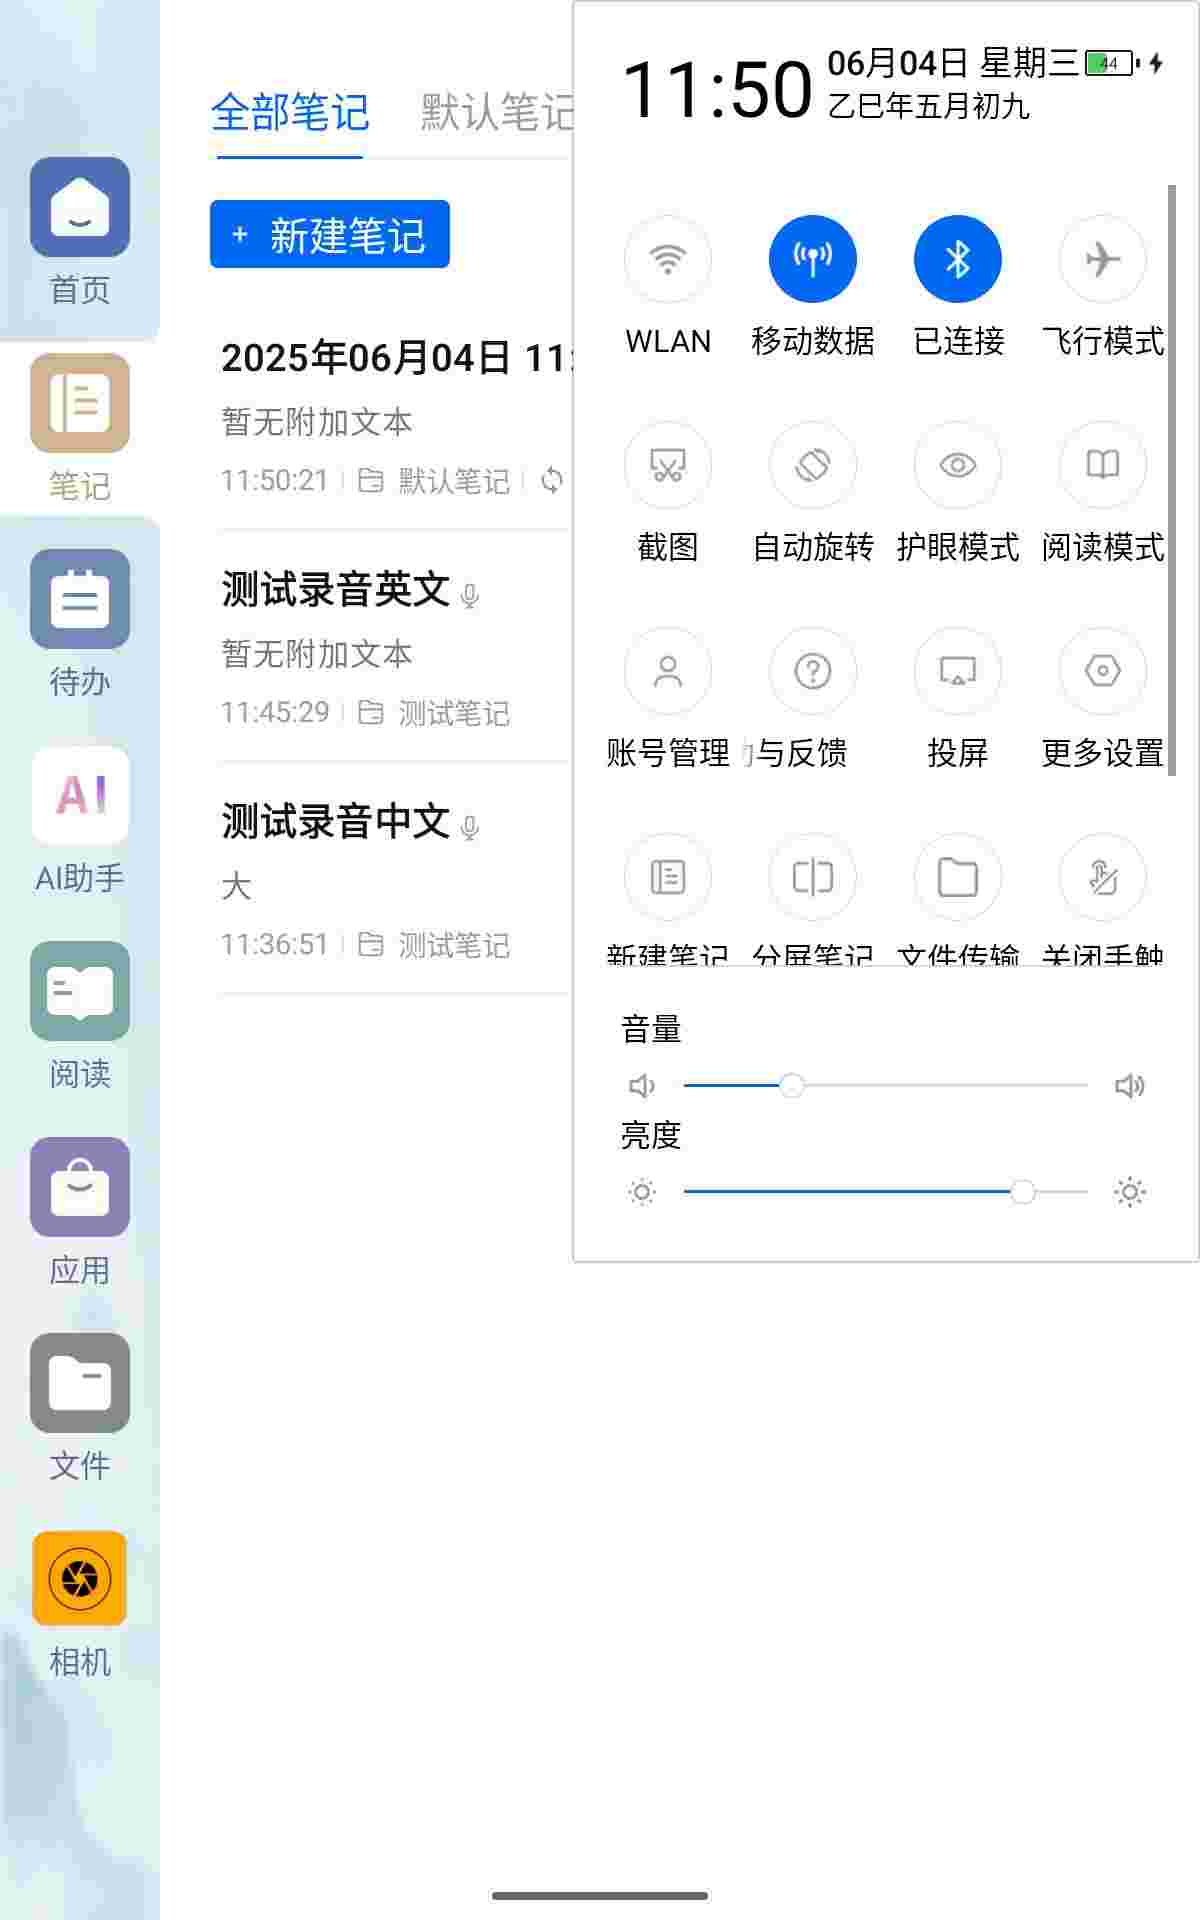 首页
笔记
待办
AI
AI助手
阅读
应用
文件
相机
全部笔记 默认笔记
+ 新建笔记
2025年06月04日 11:
暂无附加文本
11:50:21 默认笔记
测试录音英文
暂无附加文本
11:45:29 测试笔记
测试录音中文
大
11:36:51 测试笔记
11:50
06月04日 星期三 44
乙巳年五月初九
WLAN 移动数据 已连接 飞行模式
截图 自动旋转 护眼模式 阅读模式
账号管理 与反馈 投屏 更多设置
新建笔记 分屏笔记 文件传输 关闭手触
音量
亮度